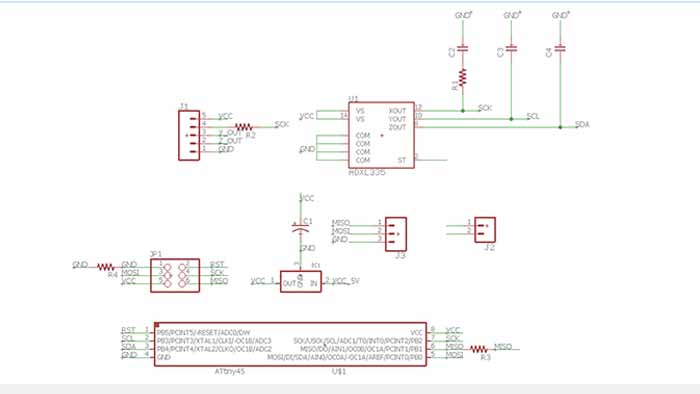 GND* GND* GND*
C2 C3 C4
R1
U1
VS XOUT 12 SCK
14 VS YOUT 10 SCL
ZOUT 8 SDA
VCC
COM
COM
GND COM
COM ST 2
ADXL335
J1
5 VCC
4 R2 SCK
3 OUT
2 OUT
1 GND
VCC
C1
GND
MISO 1
MOSI 2
GND 3
J3
1
2
J2
JP1
GND R4 GND 1 2 RST
MOSI 3 4 SCK
VCC 5 6 MISO
VCC 1 OUT GND IN 2 VCC_5V
3
RST 1 PB5/PCINT5/-RESET/ADC0/DW VCC 8 VCC
SCL 2 PB3/PCINT3/XTAL1/CLKI/-OC1B/ADC3 SCK/USCK/SCL/ADC1/T0/INT0/PCINT2/PB2 7 SCK
SDA 3 PB4/PCINT4/XTAL2/CLKO/OC1B/ADC2 MISO/DO/AIN1/OC0B/OC1A/PCINT1/PB1 6 MISO MISO
GND 4 GND MOSI/DI/SDA/AIN0/OC0A/-OC1A/AREF/PCINT0/PB0 5 MOSI R3
ATtiny45 U$1